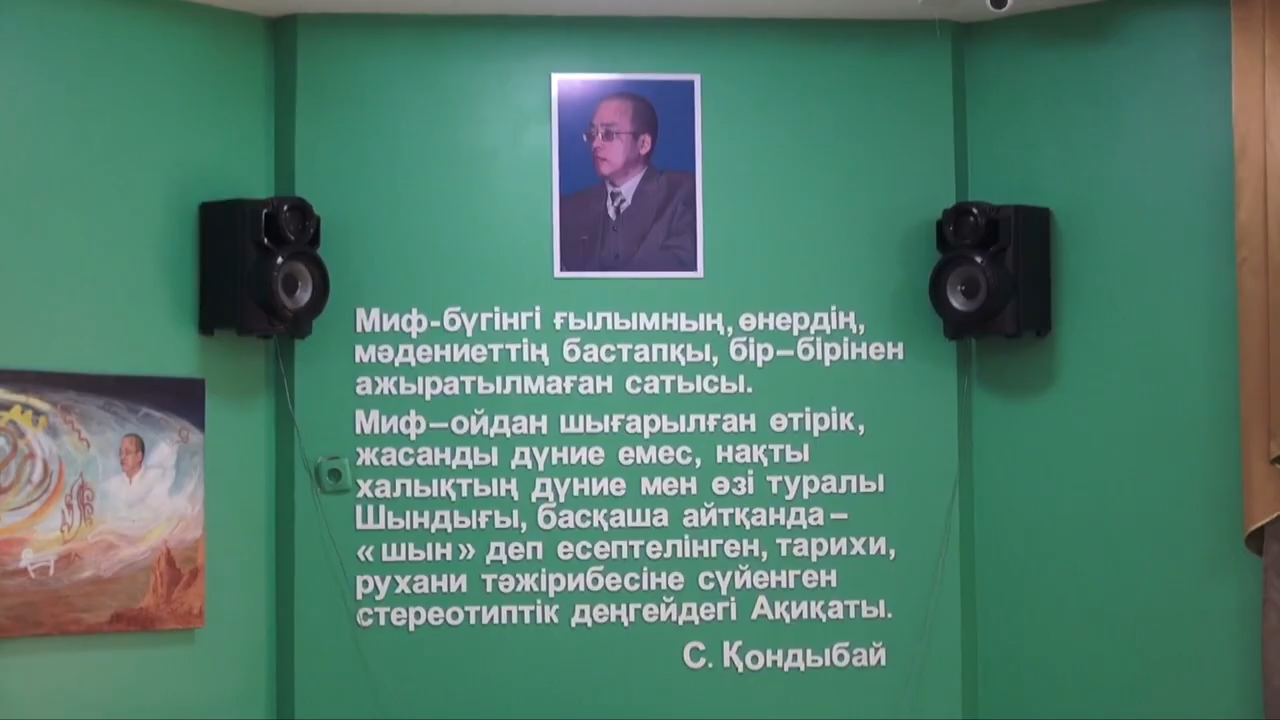 Миф-бүгінгі ғылымның, өнердің,
мәдениеттің бастапқы, бір–бірінен
ажыратылмаған сатысы.
Миф–ойдан шығарылған өтірік,
жасанды дүние емес, нақты
халықтың дүние мен өзі туралы
Шындығы, басқаша айтқанда–
«шын» деп есептелінген, тарихи,
рухани тәжірибесіне сүйенген
стереотиптік деңгейдегі Ақиқаты.
С. Қондыбай